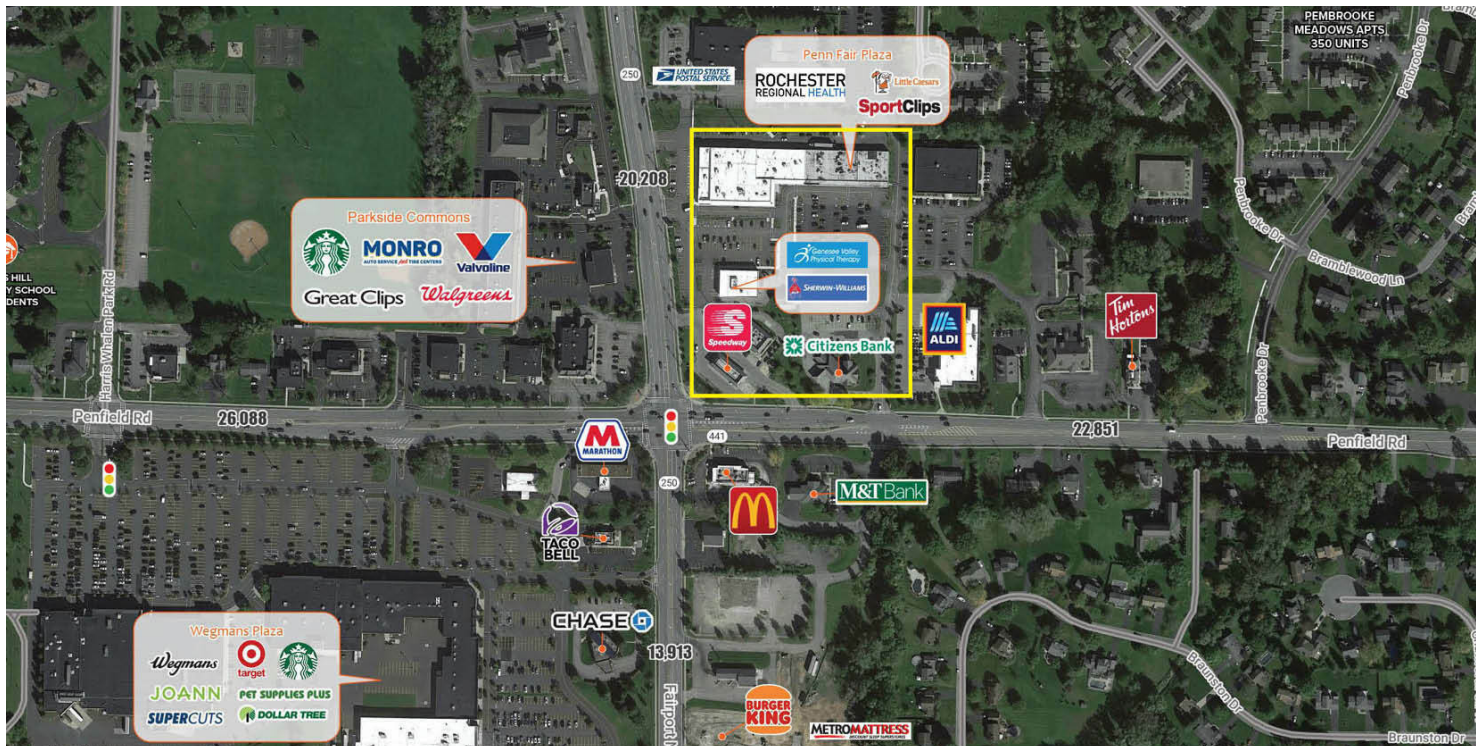 PEMBROOKE
MEADOWS APTS
350 UNITS
Penn Fair Plaza
ROCHESTER
REGIONAL HEALTH
Little Caesars
SportClips
UNITED STATES
POSTAL SERVICE
250
Penbrooke Dr
20,208
Parkside Commons
MONRO
AUTO SERVICE And TIRE CENTERS
Valvoline
Great Clips
Walgreens
Genesee Valley
Physical Therapy
SHERWIN-WILLIAMS
Penbrooke Dr
Bramblewood Ln
HILL
SCHOOL
DENTS
Harris Whalen Park Rd
S
Speedway
Citizens Bank
ALDI
Tim
Hortons
Penbrooke Dr
Penfield Rd
26,088
22,851
Penfield Rd
M
MARATHON
441
250
M&T Bank
TACO
BELL
CHASE
13,913
Fairport
Wegmans Plaza
Wegmans
target
JOANN
PET SUPPLIES PLUS
SUPERCUTS
DOLLAR TREE
BURGER
KING
METROMATTRESS
Braunston Dr
Braunston Dr